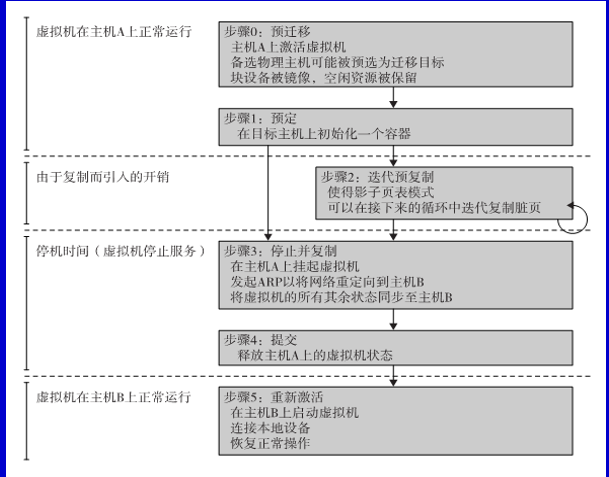 虚拟机在主机A上正常运行
步骤0：预迁移
主机A上激活虚拟机
备选物理主机可能被预选为迁移目标
块设备被镜像，空闲资源被保留
步骤1：预定
在目标主机上初始化一个容器
由于复制而引入的开销
步骤2：迭代预复制
使得影子页表模式
可以在接下来的循环中迭代复制脏页
停机时间（虚拟机停止服务）
步骤3：停止并复制
在主机A上挂起虚拟机
发起ARP以将网络重定向到主机B
将虚拟机的所有其余状态同步至主机B
步骤4：提交
释放主机A上的虚拟机状态
虚拟机在主机B上正常运行
步骤5：重新激活
在主机B上启动虚拟机
连接本地设备
恢复正常操作